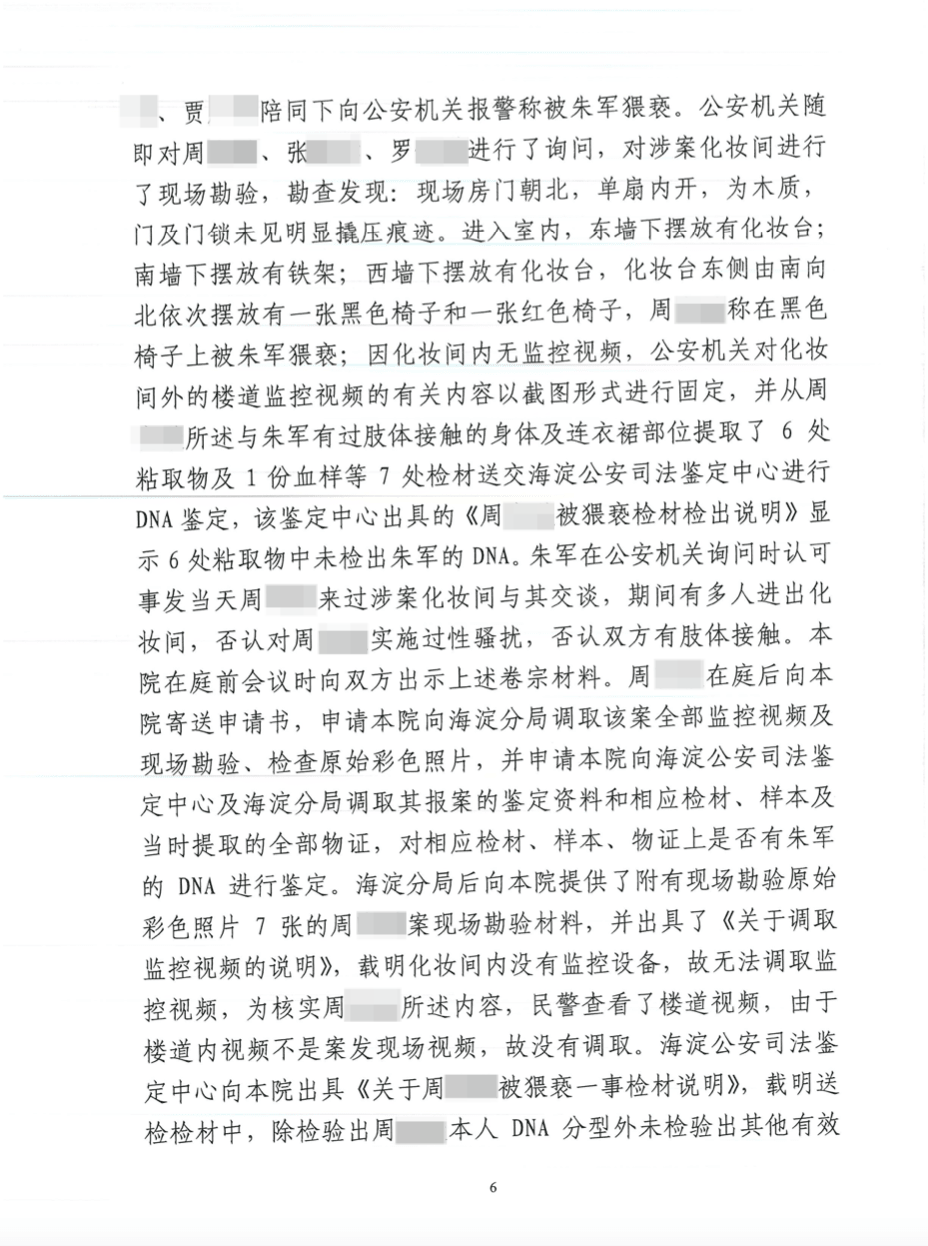 、贾陪同下向公安机关报警称被朱军猥亵。公安机关随
即对周、张、罗进行了询问，对涉案化妆间进行
了现场勘验，勘查发现：现场房门朝北，单扇内开，为木质，
门及门锁未见明显撬压痕迹。进入室内，东墙下摆放有化妆台；
南墙下摆放有铁架；西墙下摆放有化妆台，化妆台东侧由南向
北依次摆放有一张黑色椅子和一张红色椅子，周称在黑色
椅子上被朱军猥亵；因化妆间内无监控视频，公安机关对化妆
间外的楼道监控视频的有关内容以截图形式进行固定，并从周
所述与朱军有过肢体接触的身体及连衣裙部位提取了 6 处
粘取物及 1 份血样等 7 处检材送交海淀公安司法鉴定中心进行
DNA 鉴定，该鉴定中心出具的《周被猥亵检材检出说明》显
示 6 处粘取物中未检出朱军的 DNA。朱军在公安机关询问时认可
事发当天周来过涉案化妆间与其交谈，期间有多人进出化
妆间，否认对周实施过性骚扰，否认双方有肢体接触。本
院在庭前会议时向双方出示上述卷宗材料。周在庭后向本
院寄送申请书，申请本院向海淀分局调取该案全部监控视频及
现场勘验、检查原始彩色照片，并申请本院向海淀公安司法鉴
定中心及海淀分局调取其报案的鉴定资料和相应检材、样本及
当时提取的全部物证，对相应检材、样本、物证上是否有朱军
的 DNA 进行鉴定。海淀分局后向本院提供了附有现场勘验原始
彩色照片 7 张的周案现场勘验材料，并出具了《关于调取
监控视频的说明》，载明化妆间内没有监控设备，故无法调取监
控视频，为核实周所述内容，民警查看了楼道视频，由于
楼道内视频不是案发现场视频，故没有调取。海淀公安司法鉴
定中心向本院出具《关于周被猥亵一事检材说明》，载明送
检检材中，除检验出周本人 DNA 分型外未检验出其他有效
6